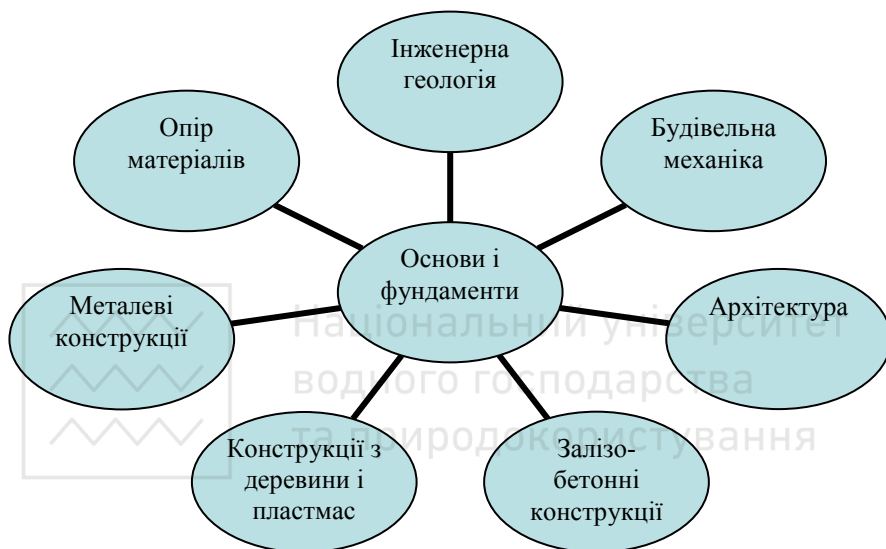 Інженерна
геологія
Опір
матеріалів
Будівельна
механіка
Основи і
фундаменти
Металеві
конструкції
Архітектура
Національний університет
водного господарства
та природокористування
Конструкції з
деревини і
пластмас
Залізо-
бетонні
конструкції